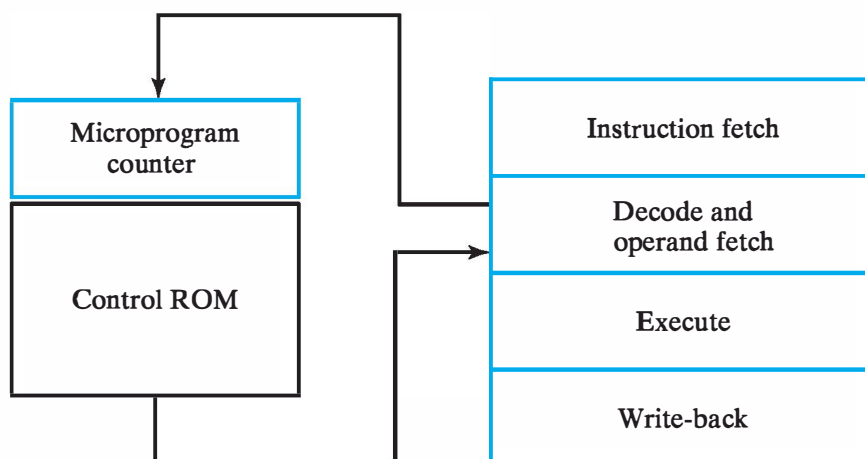 Microprogram
counter
Control ROM
Instruction fetch
Decode and
operand fetch
Execute
Write-back